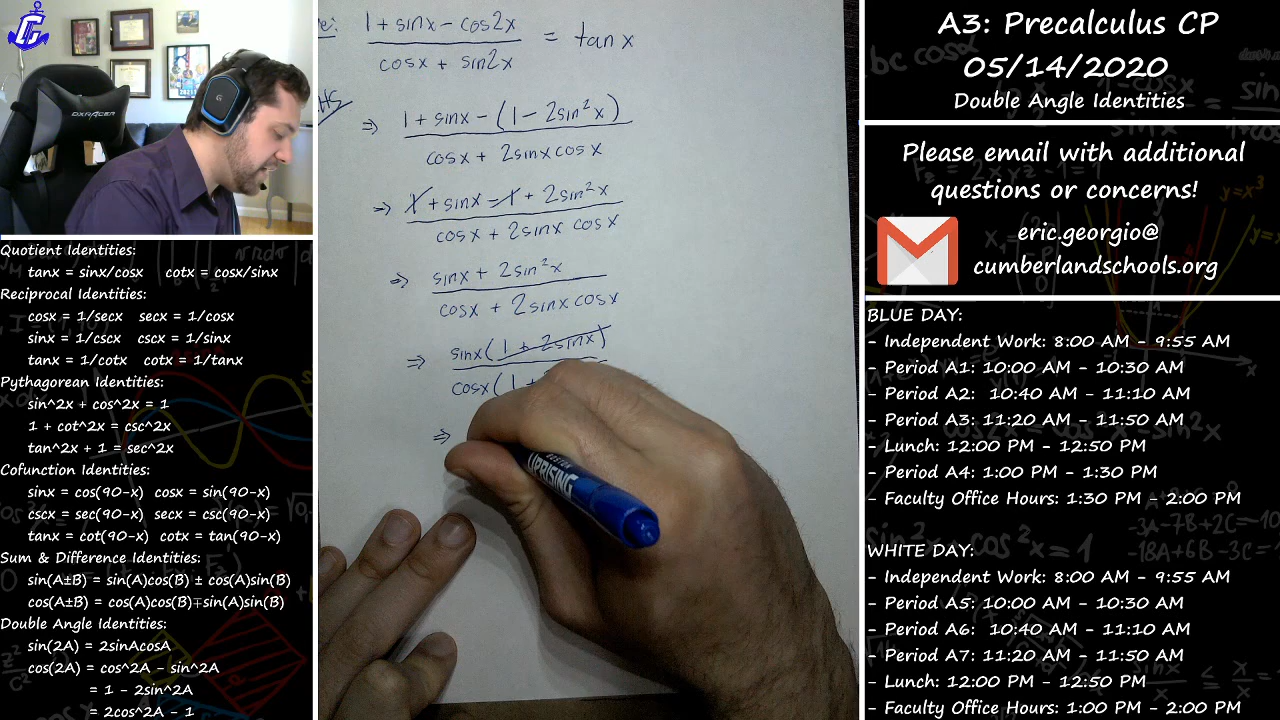 e:
1 + sinx - cos2x
cosx + sin2x
= tan x
⇒ 1 + sinx - (1 - 2sin²x)
cosx + 2sinxcosx
⇒ 1 + sinx - 1 + 2sin²x
cosx + 2sinx cosx
⇒ sinx + 2sin²x
cosx + 2sinxcosx
⇒ sinx(1 + 2sinx)
cosx(1 +
⇒
UPRISING
DXRACER
Quotient Identities:
tanx = sinx/cosx cotx = cosx/sinx
Reciprocal Identities:
cosx = 1/secx secx = 1/cosx
sinx = 1/cscx cscx = 1/sinx
tanx = 1/cotx cotx = 1/tanx
Pythagorean Identities:
sin^2x + cos^2x = 1
1 + cot^2x = csc^2x
tan^2x + 1 = sec^2x
Cofunction Identities:
sinx = cos(90-x) cosx = sin(90-x)
cscx = sec(90-x) secx = csc(90-x)
tanx = cot(90-x) cotx = tan(90-x)
Sum & Difference Identities:
sin(A±B) = sin(A)cos(B) ± cos(A)sin(B)
cos(A±B) = cos(A)cos(B)∓sin(A)sin(B)
Double Angle Identities:
sin(2A) = 2sinAcosA
cos(2A) = cos^2A - sin^2A
= 1 - 2sin^2A
= 2cos^2A - 1
A3: Precalculus CP
05/14/2020
Double Angle Identities
Please email with additional
questions or concerns!
eric.georgio@
cumberlandschools.org
BLUE DAY:
- Independent Work: 8:00 AM - 9:55 AM
- Period A1: 10:00 AM - 10:30 AM
- Period A2: 10:40 AM - 11:10 AM
- Period A3: 11:20 AM - 11:50 AM
- Lunch: 12:00 PM - 12:50 PM
- Period A4: 1:00 PM - 1:30 PM
- Faculty Office Hours: 1:30 PM - 2:00 PM
WHITE DAY:
- Independent Work: 8:00 AM - 9:55 AM
- Period A5: 10:00 AM - 10:30 AM
- Period A6: 10:40 AM - 11:10 AM
- Period A7: 11:20 AM - 11:50 AM
- Lunch: 12:00 PM - 12:50 PM
- Faculty Office Hours: 1:00 PM - 2:00 PM